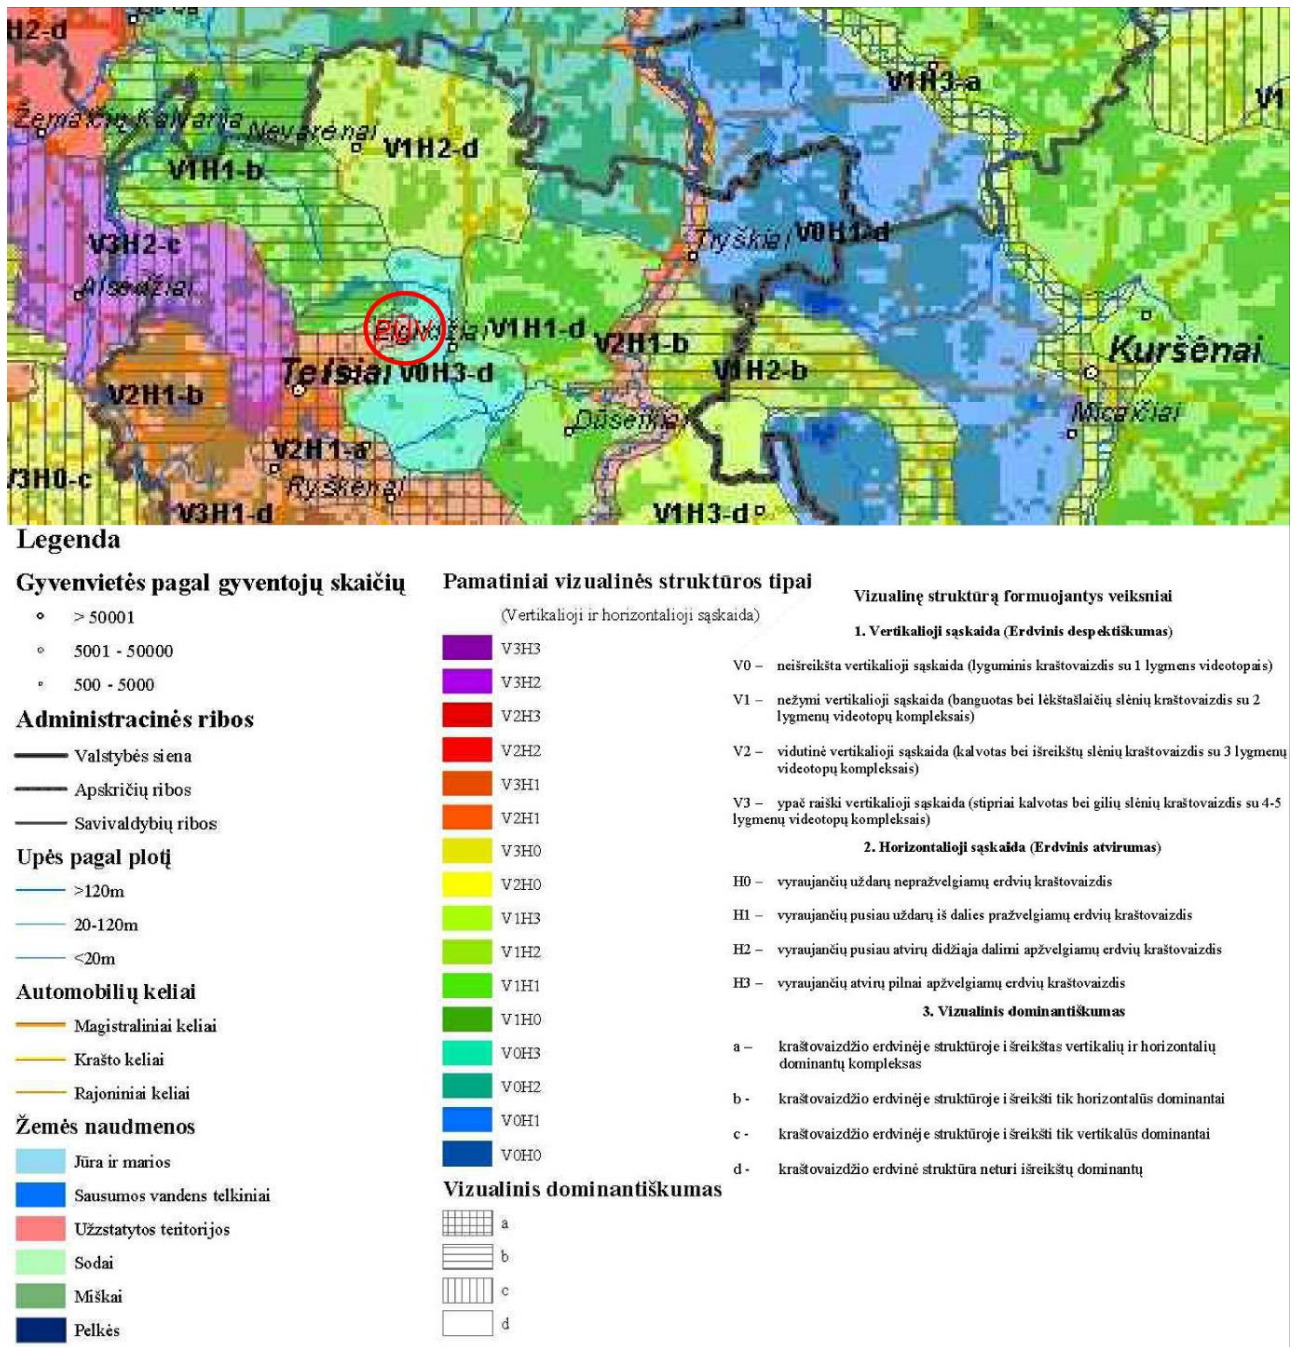 H2-d
V1H3-a
V1
Žemaičių Kalvarija
Nevarėnai
V1H2-d
V1H1-b
V3H2-c
Tryškiai
V0H1-d
Alsėdžiai
V1H1-d
V2H1-b
Kuršėnai
Telšiai
V0H3-d
V1H2-b
V2H1-b
Dūseikiai
Micaičiai
V2H1-a
V3H0-c
Ryškėnai
V3H1-d
V1H3-d
Legenda
Gyvenvietės pagal gyventojų skaičių
> 50001
5001 - 50000
500 - 5000
Administracinės ribos
Valstybės siena
Apskričių ribos
Savivaldybių ribos
Upės pagal plotį
>120m
20-120m
<20m
Automobilių keliai
Magistraliniai keliai
Krašto keliai
Rajoniniai keliai
Žemės naudmenos
Jūra ir marios
Sausumos vandens telkiniai
Užzstatytos teritorijos
Sodai
Miškai
Pelkės
Pamatiniai vizualinės struktūros tipai
(Vertikalioji ir horizontalioji sąskaida)
V3H3
V3H2
V2H3
V2H2
V3H1
V2H1
V3H0
V2H0
V1H3
V1H2
V1H1
V1H0
V0H3
V0H2
V0H1
V0H0
Vizualinis dominantiškumas
a
b
c
d
Vizualinę struktūrą formuojantys veiksniai
1. Vertikalioji sąskaida (Erdvinis despektiškumas)
V0 – neišreikšta vertikalioji sąskaida (lyguminis kraštovaizdis su 1 lygmens videotopais)
V1 – nežymi vertikalioji sąskaida (banguotas bei lėkštašlaičių slėnių kraštovaizdis su 2
lygmenų videotopų kompleksais)
V2 – vidutinė vertikalioji sąskaida (kalvotas bei išreikštų slėnių kraštovaizdis su 3 lygmenų
videotopų kompleksais)
V3 – ypač raiški vertikalioji sąskaida (stipriai kalvotas bei gilių slėnių kraštovaizdis su 4-5
lygmenų videotopų kompleksais)
2. Horizontalioji sąskaida (Erdvinis atvirumas)
H0 – vyraujančių uždarų nepražvelgiamų erdvių kraštovaizdis
H1 – vyraujančių pusiau uždarų iš dalies pražvelgiamų erdvių kraštovaizdis
H2 – vyraujančių pusiau atvirų didžiąja dalimi apžvelgiamų erdvių kraštovaizdis
H3 – vyraujančių atvirų pilnai apžvelgiamų erdvių kraštovaizdis
3. Vizualinis dominantiškumas
a – kraštovaizdžio erdvinėje struktūroje išreikštas vertikalių ir horizontalių
dominantų kompleksas
b - kraštovaizdžio erdvinėje struktūroje išreikšti tik horizontalūs dominantai
c - kraštovaizdžio erdvinėje struktūroje išreikšti tik vertikalūs dominantai
d - kraštovaizdžio erdvinė struktūra neturi išreikštų dominantų